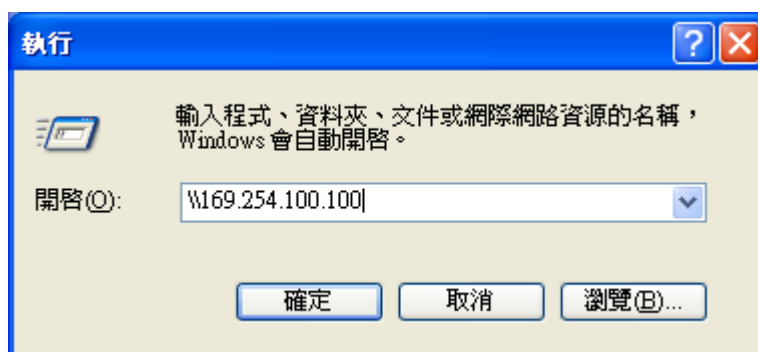 執行
輸入程式、資料夾、文件或網際網路資源的名稱，
Windows 會自動開啓。
開啓(O):
\\169.254.100.100
確定
取消
瀏覽(B)...